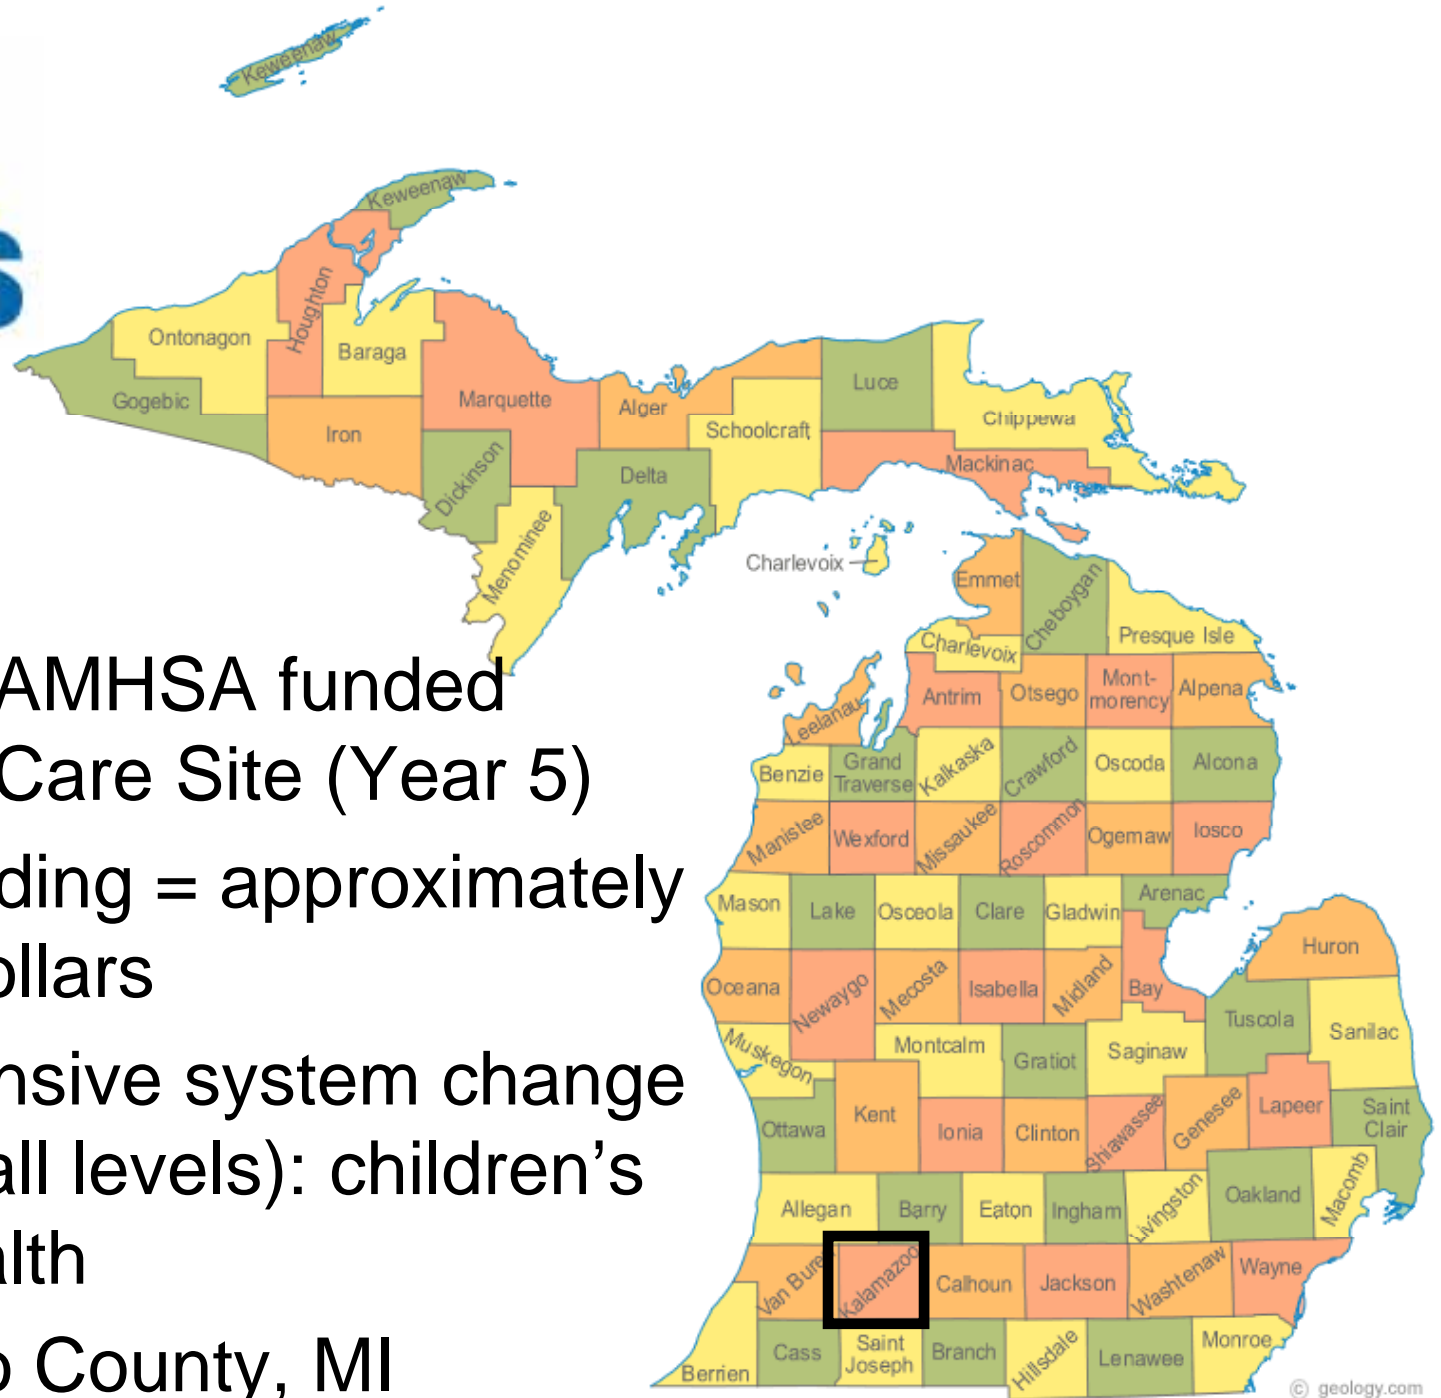 Keweenaw
Keweenaw
s
Ontonagon
Houghton
Baraga
Gogebic
Marquette
Alger
Luce
Chippewa
Iron
Schoolcraft
Mackinac
Dickinson
Delta
Menominee
Charlevoix
Emmet
Cheboygan
Presque Isle
Charlevoix
AMHSA funded
Care Site (Year 5)
ding = approximately
ollars
nsive system change
all levels): children’s
alth
o County, MI
Antrim
Otsego
Mont-
morency
Alpena
Leelanau
Benzie
Grand
Traverse
Kalkaska
Crawford
Oscoda
Alcona
Manistee
Wexford
Missaukee
Roscommon
Ogemaw
Iosco
Mason
Lake
Osceola
Clare
Gladwin
Arenac
Huron
Oceana
Newaygo
Mecosta
Isabella
Midland
Bay
Tuscola
Sanilac
Muskegon
Montcalm
Gratiot
Saginaw
Ottawa
Kent
Ionia
Clinton
Shiawassee
Genesee
Lapeer
Saint
Clair
Allegan
Barry
Eaton
Ingham
Livingston
Oakland
Macomb
Van Buren
Kalamazoo
Calhoun
Jackson
Washtenaw
Wayne
Berrien
Cass
Saint
Joseph
Branch
Hillsdale
Lenawee
Monroe
© geology.com